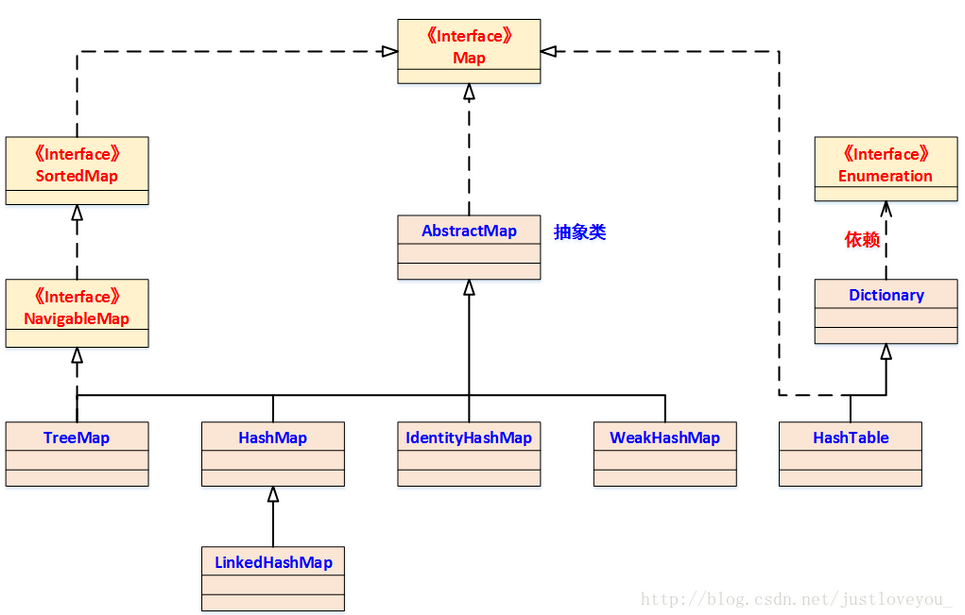 《Interface》
Map
《Interface》
SortedMap
《Interface》
Enumeration
AbstractMap
抽象类
依赖
《Interface》
NavigableMap
Dictionary
TreeMap
HashMap
IdentityHashMap
WeakHashMap
HashTable
LinkedHashMap
http://blog.csdn.net/justloveyou_